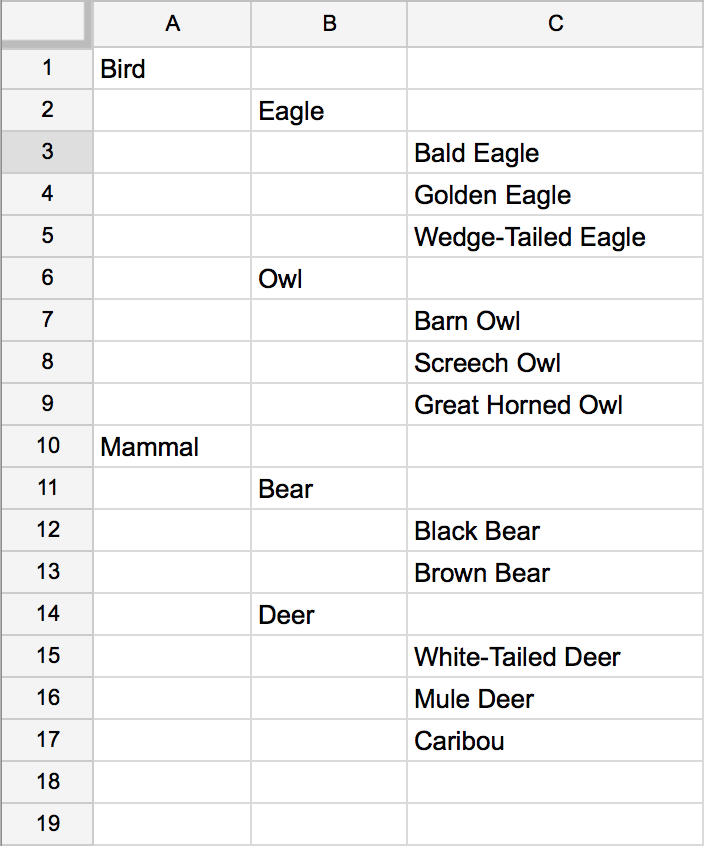 A B C
1 Bird
2 Eagle
3 Bald Eagle
4 Golden Eagle
5 Wedge-Tailed Eagle
6 Owl
7 Barn Owl
8 Screech Owl
9 Great Horned Owl
10 Mammal
11 Bear
12 Black Bear
13 Brown Bear
14 Deer
15 White-Tailed Deer
16 Mule Deer
17 Caribou
18
19